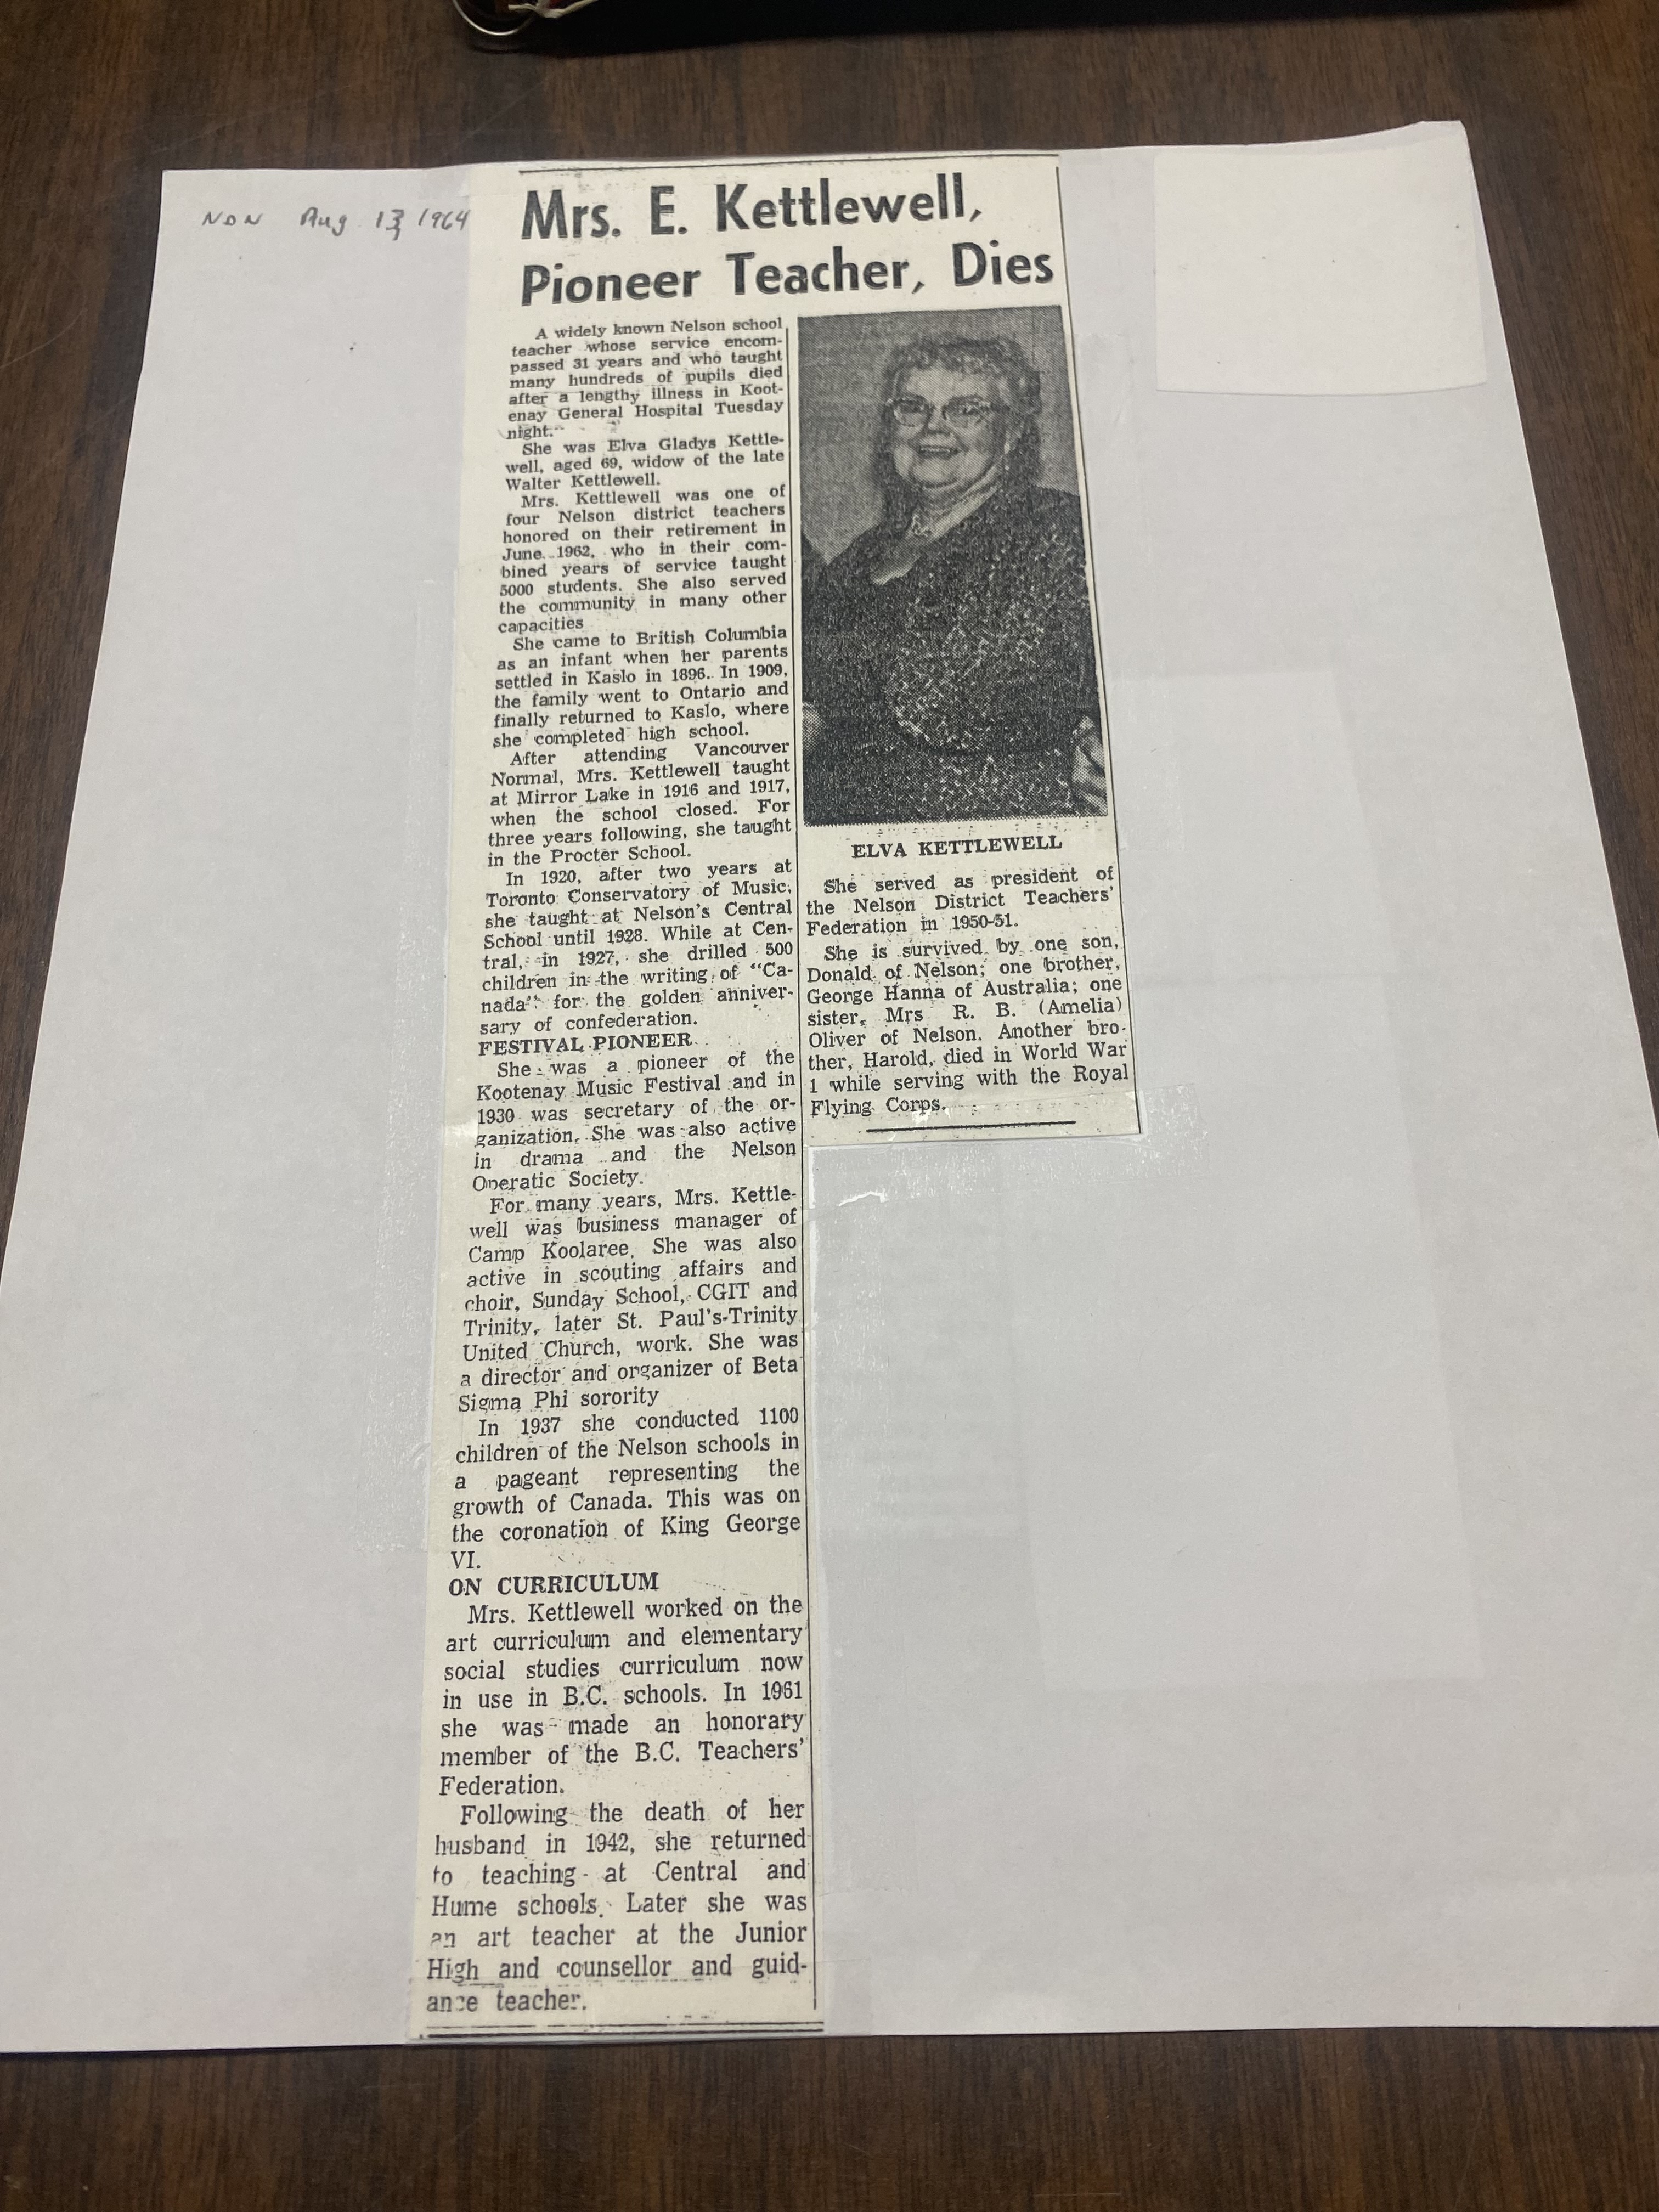 NDN Aug 13, 1964
Mrs. E. Kettlewell,
Pioneer Teacher, Dies
A widely known Nelson school
teacher whose service encom-
passed 31 years and who taught
many hundreds of pupils died
after a lengthy illness in Koot-
enay General Hospital Tuesday
night.
She was Elva Gladys Kettle-
well, aged 69, widow of the late
Walter Kettlewell.
Mrs. Kettlewell was one of
four Nelson district teachers
honored on their retirement in
June 1962, who in their com-
bined years of service taught
5000 students. She also served
the community in many other
capacities
She came to British Columbia
as an infant when her parents
settled in Kaslo in 1896. In 1909,
the family went to Ontario and
finally returned to Kaslo, where
she completed high school.
After attending Vancouver
Normal, Mrs. Kettlewell taught
at Mirror Lake in 1916 and 1917,
when the school closed. For
three years following, she taught
in the Procter School.
In 1920, after two years at
Toronto Conservatory of Music,
she taught at Nelson's Central
School until 1928. While at Cen-
tral, in 1927, she drilled 500
children in the writing of "Ca-
nada" for the golden anniver-
sary of confederation.
FESTIVAL PIONEER
She was a pioneer of the
Kootenay Music Festival and in
1930 was secretary of the or-
ganization. She was also active
in drama and the Nelson
Operatic Society.
For many years, Mrs. Kettle-
well was business manager of
Camp Koolaree. She was also
active in scouting affairs and
choir, Sunday School, CGIT and
Trinity, later St. Paul's-Trinity
United Church, work. She was
a director and organizer of Beta
Sigma Phi sorority
In 1937 she conducted 1100
children of the Nelson schools in
a pageant representing the
growth of Canada. This was on
the coronation of King George
VI.
ON CURRICULUM
Mrs. Kettlewell worked on the
art curriculum and elementary
social studies curriculum now
in use in B.C. schools. In 1961
she was made an honorary
member of the B.C. Teachers'
Federation.
Following the death of her
husband in 1942, she returned
to teaching at Central and
Hume schools. Later she was
an art teacher at the Junior
High and counsellor and guid-
ance teacher.
ELVA KETTLEWELL
She served as president of
the Nelson District Teachers'
Federation in 1950-51.
She is survived by one son,
Donald of Nelson; one brother,
George Hanna of Australia; one
sister, Mrs R. B. (Amelia)
Oliver of Nelson. Another bro-
ther, Harold, died in World War
1 while serving with the Royal
Flying Corps.